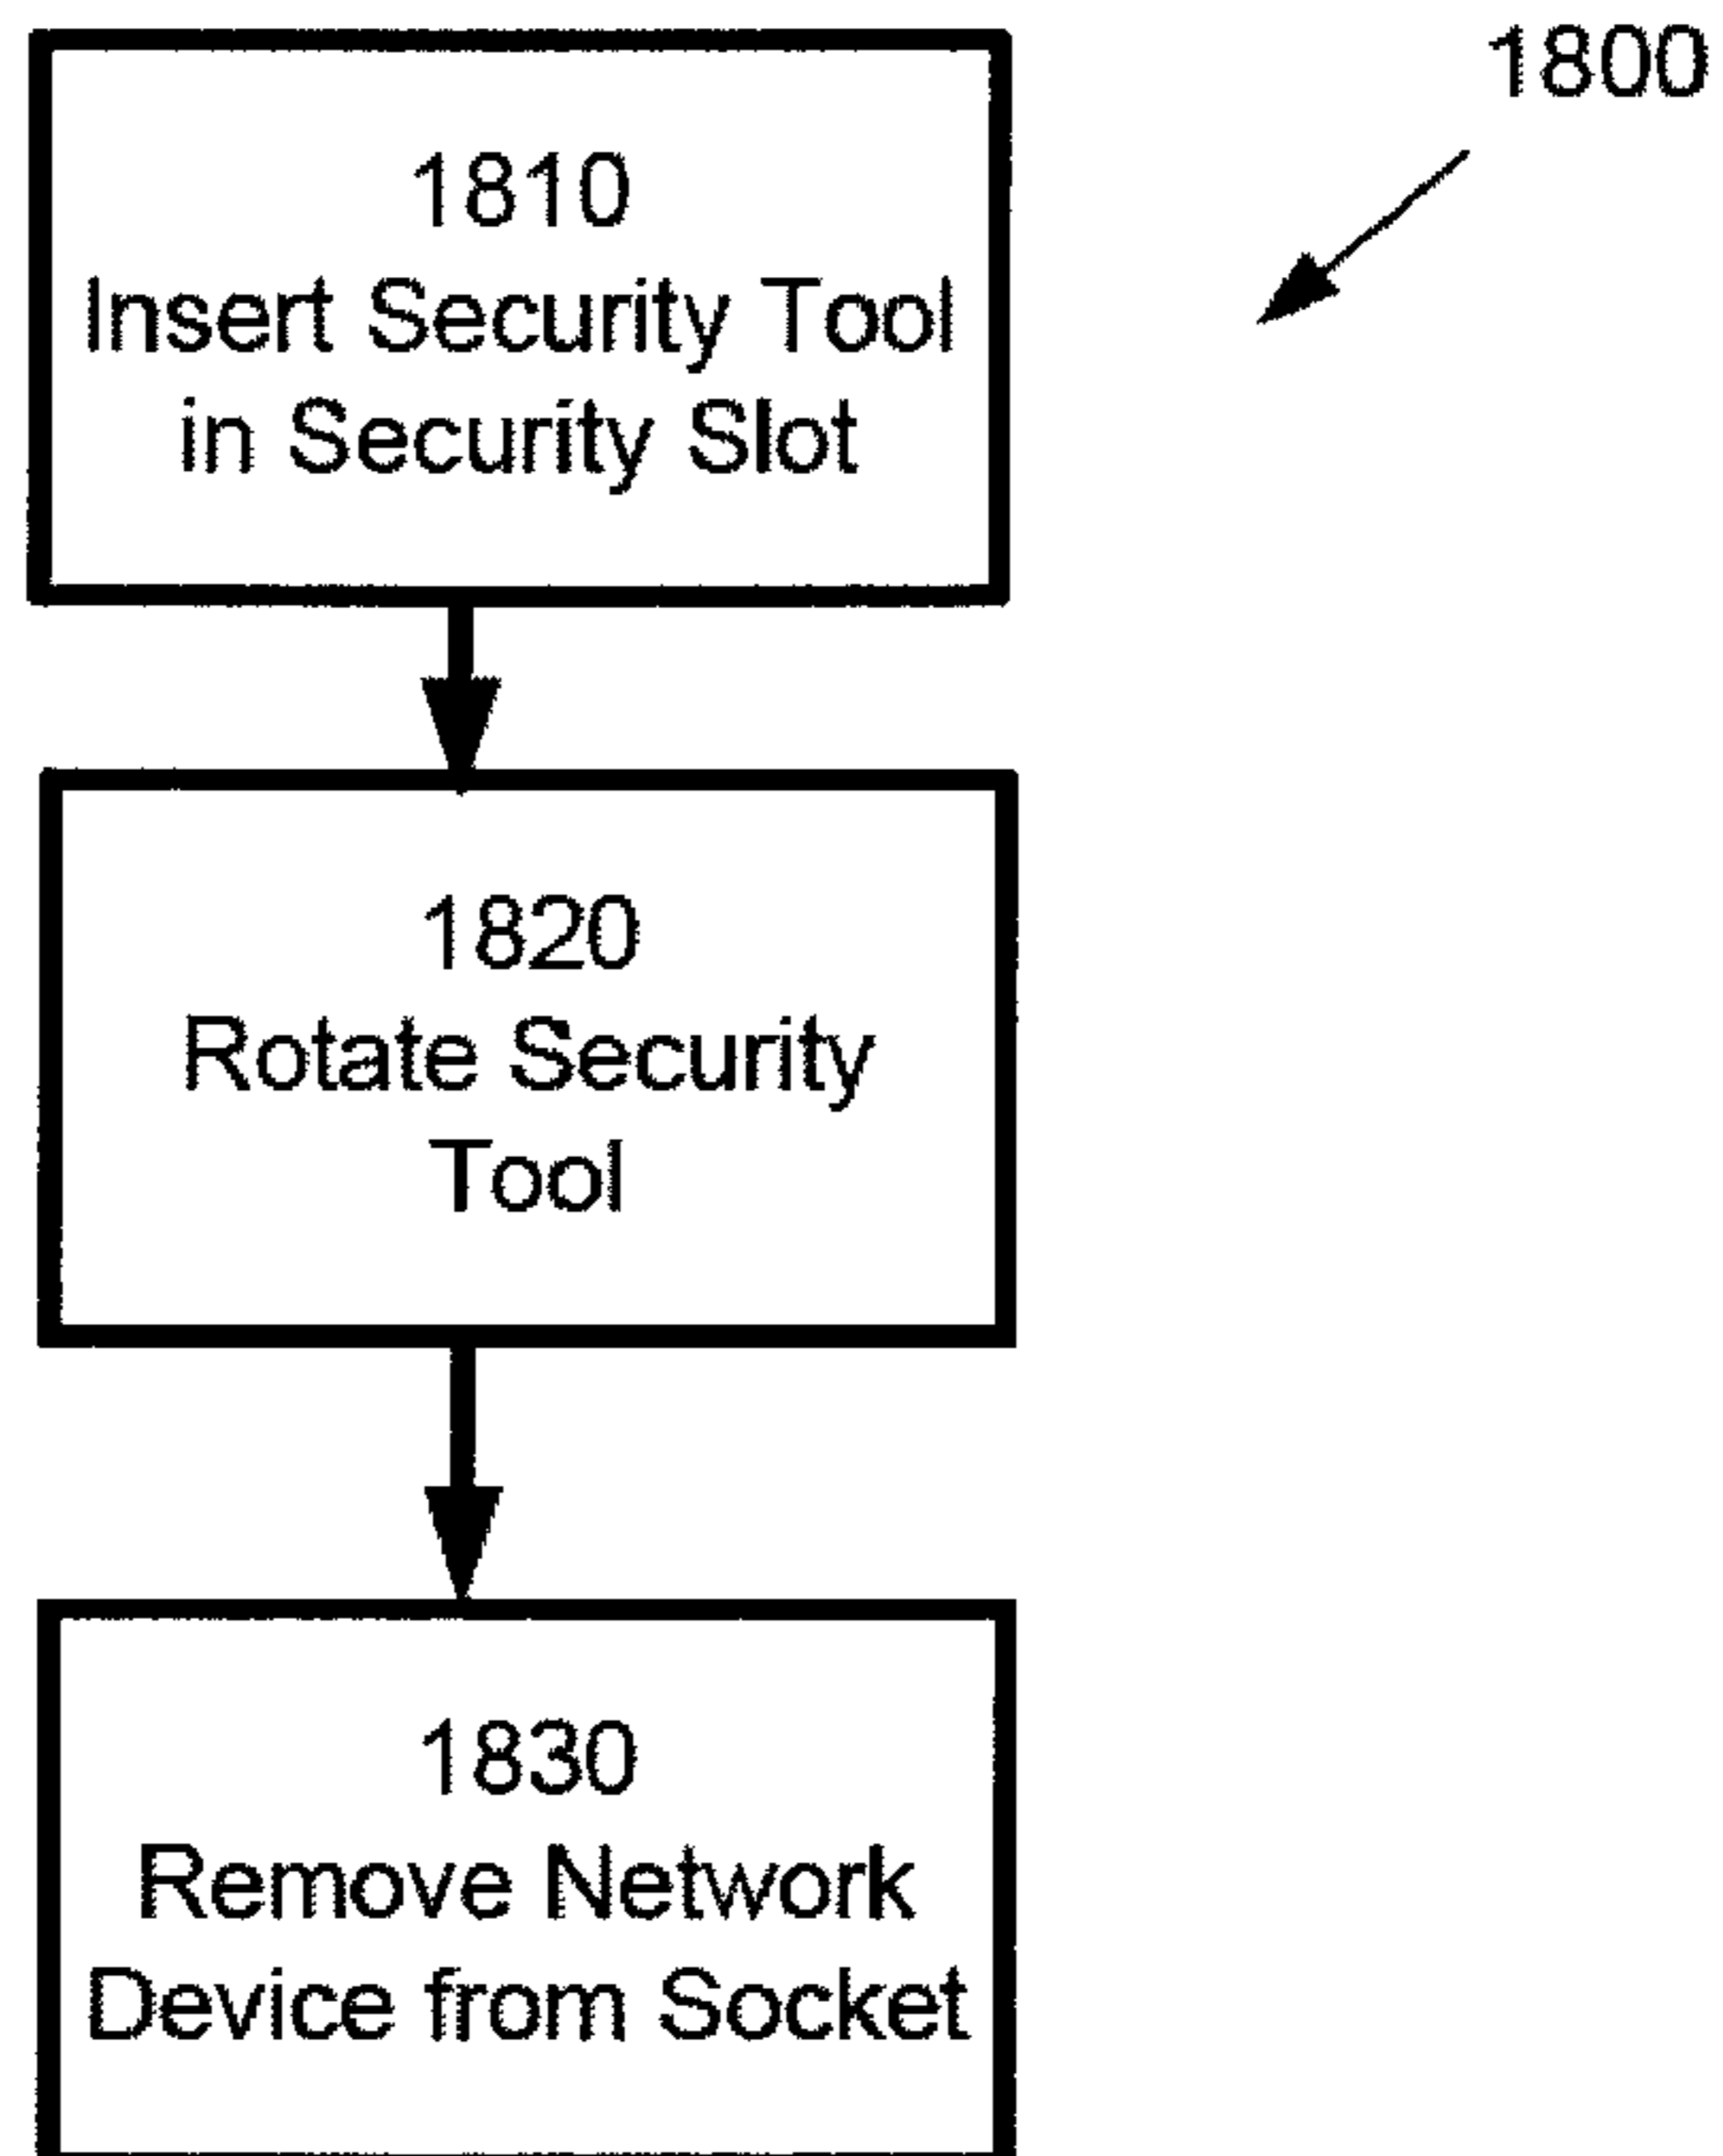 1800
1810
Insert Security Tool
in Security Slot
1820
Rotate Security
Tool
1830
Remove Network
Device from Socket